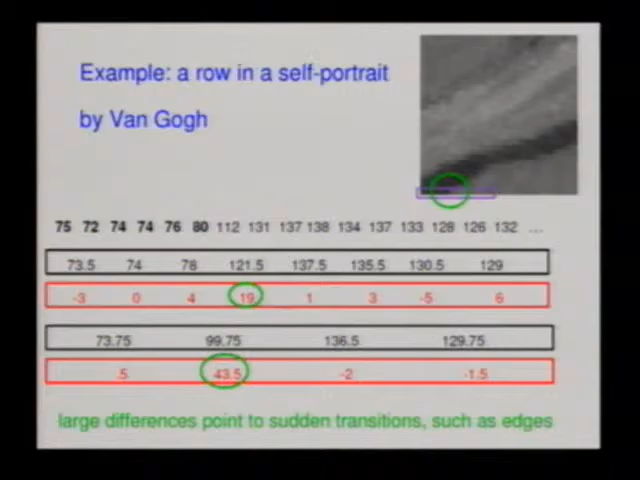 Example: a row in a self-portrait
by Van Gogh
75 72 74 74 76 80 112 131 137 138 134 137 133 128 126 132 ...
73.5 74 78 121.5 137.5 135.5 130.5 129
-3 0 4 19 1 3 -5 6
73.75 99.75 136.5 129.75
.5 43.5 -2 -1.5
large differences point to sudden transitions, such as edges